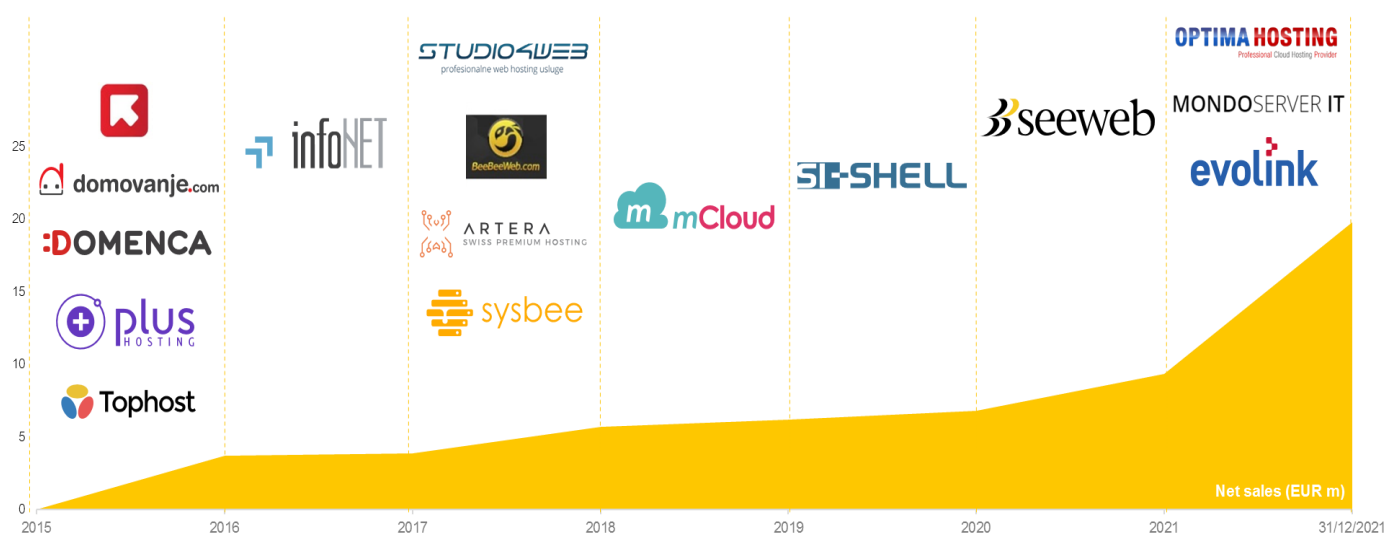 domovanje.com
:DOMENCA
plus
HOSTING
Tophost
infoNET
STUDIO4WEB
profesionalne web hosting usluge
BeeBeeWeb.com
ARTERA
SWISS PREMIUM HOSTING
sysbee
m mCloud
SI-SHELL
seeweb
OPTIMA HOSTING
Professional Cloud Hosting Provider
MONDOSERVER IT
evolink
25
20
15
10
5
0
Net sales (EUR m)
2015 2016 2017 2018 2019 2020 2021 31/12/2021